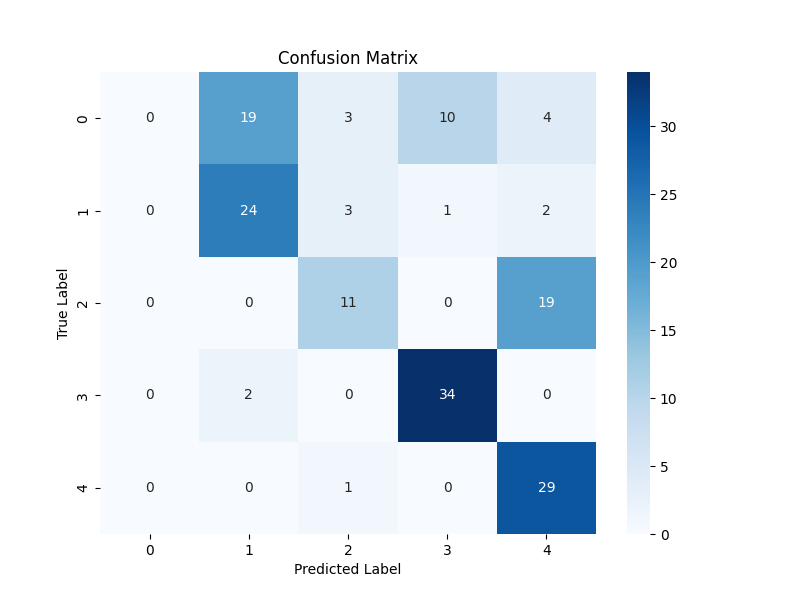 Confusion Matrix
0 0 19 3 10 4
1 0 24 3 1 2
2 0 0 11 0 19
3 0 2 0 34 0
4 0 0 1 0 29
0 1 2 3 4
True Label
Predicted Label
30
25
20
15
10
5
0